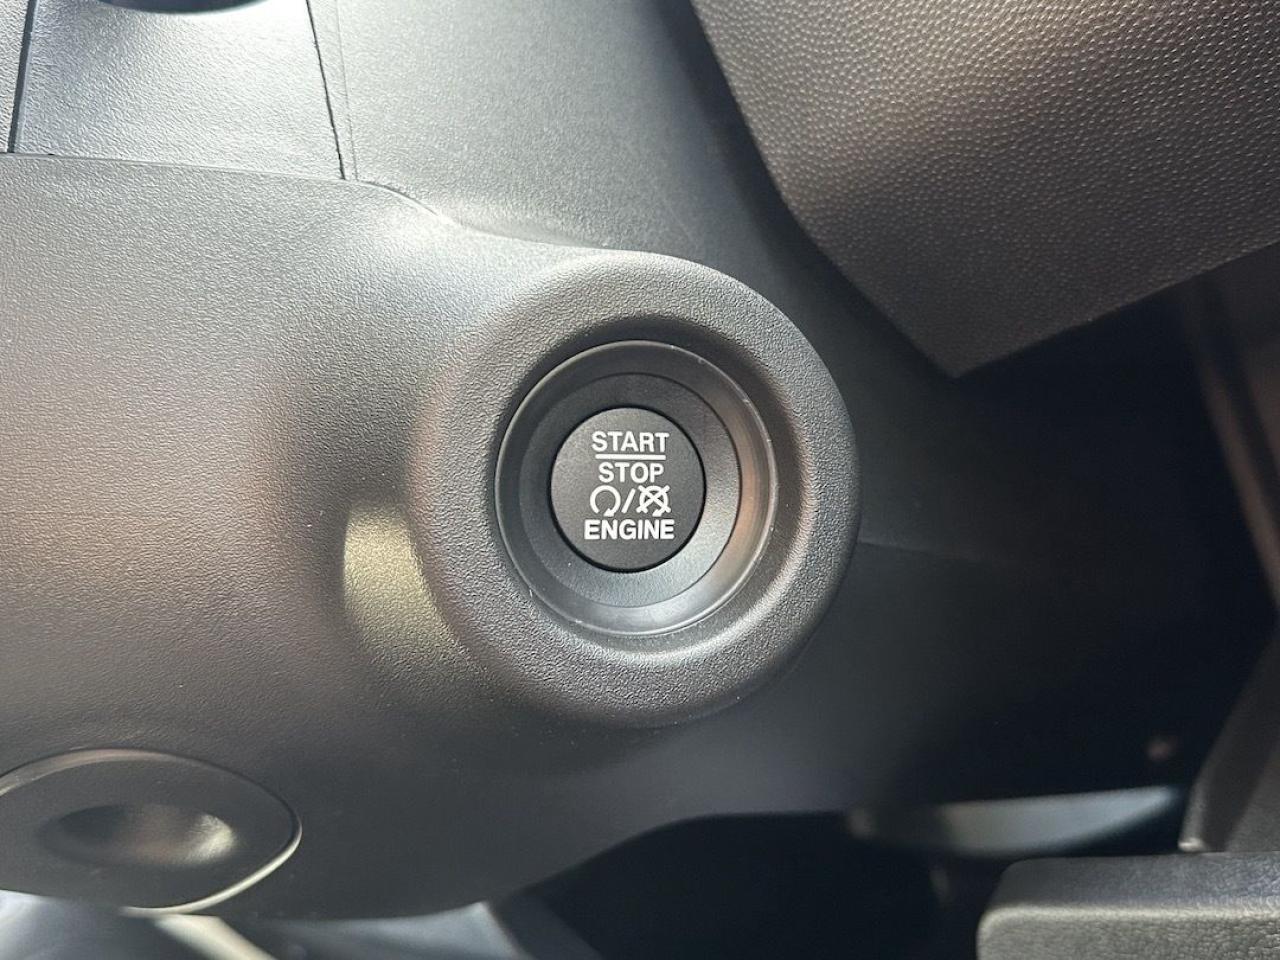 START
STOP
/
ENGINE